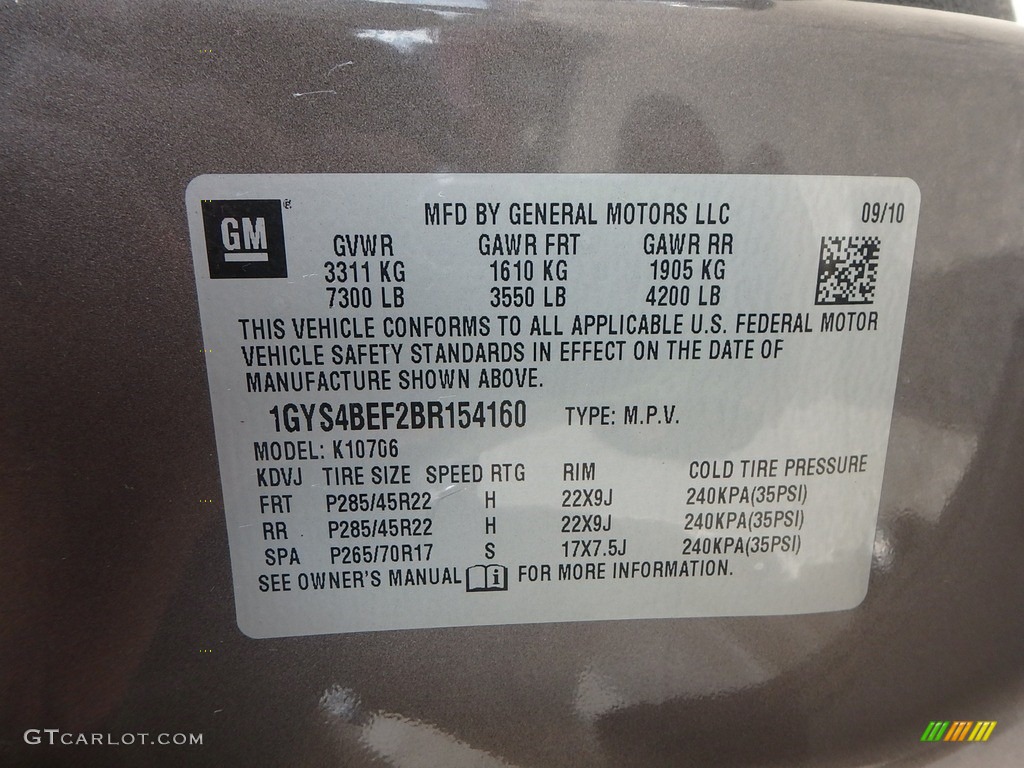 GM ®
MFD BY GENERAL MOTORS LLC 09/10
GVWR GAWR FRT GAWR RR
3311 KG 1610 KG 1905 KG
7300 LB 3550 LB 4200 LB
THIS VEHICLE CONFORMS TO ALL APPLICABLE U.S. FEDERAL MOTOR
VEHICLE SAFETY STANDARDS IN EFFECT ON THE DATE OF
MANUFACTURE SHOWN ABOVE.
1GYS4BEF2BR154160 TYPE: M.P.V.
MODEL: K10706
KDVJ TIRE SIZE SPEED RTG RIM COLD TIRE PRESSURE
FRT P285/45R22 H 22X9J 240KPA(35PSI)
RR P285/45R22 H 22X9J 240KPA(35PSI)
SPA P265/70R17 S 17X7.5J 240KPA(35PSI)
SEE OWNER'S MANUAL i FOR MORE INFORMATION.
GTCARLOT.COM